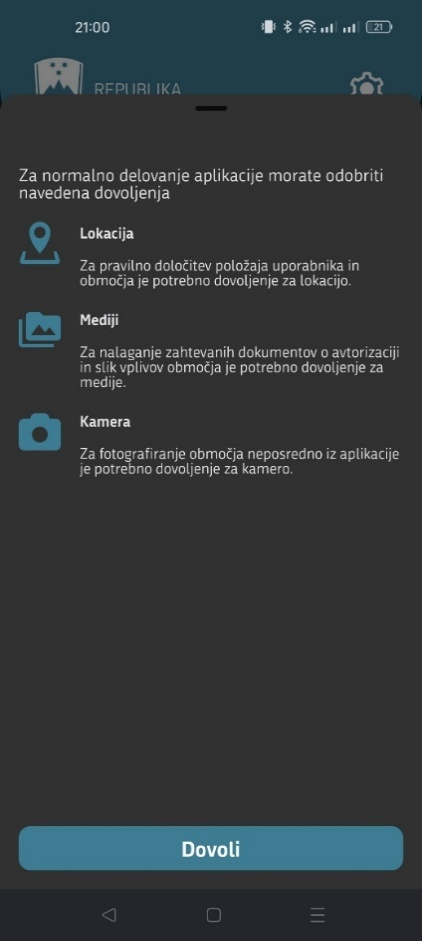 21:00
21
REPUBLIKA
Za normalno delovanje aplikacije morate odobriti
navedena dovoljenja
Lokacija
Za pravilno določitev položaja uporabnika in
območja je potrebno dovoljenje za lokacijo.
Mediji
Za nalaganje zahtevanih dokumentov o avtorizaciji
in slik vplivov območja je potrebno dovoljenje za
medije.
Kamera
Za fotografiranje območja neposredno iz aplikacije
je potrebno dovoljenje za kamero.
Dovoli